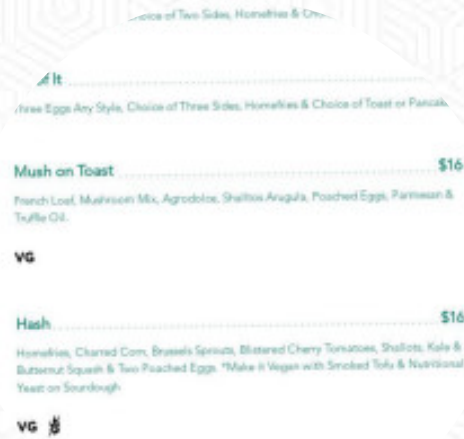 oice of Two Sides, Homefries & Ch
f It
hree Eggs Any Style, Choice of Three Sides, Homefries & Choice of Toast or Pancak
Mush on Toast $16
French Loaf, Mushroom Mix, Agrodolce, Shallots Arugula, Poached Eggs, Parmesan &
Truffle Oil.
VG
Hash $16
Homefries, Charred Corn, Brussels Sprouts, Blistered Cherry Tomatoes, Shallots, Kale &
Butternut Squash & Two Poached Eggs. *Make it Vegan with Smoked Tofu & Nutritional
Yeast on Sourdough
VG